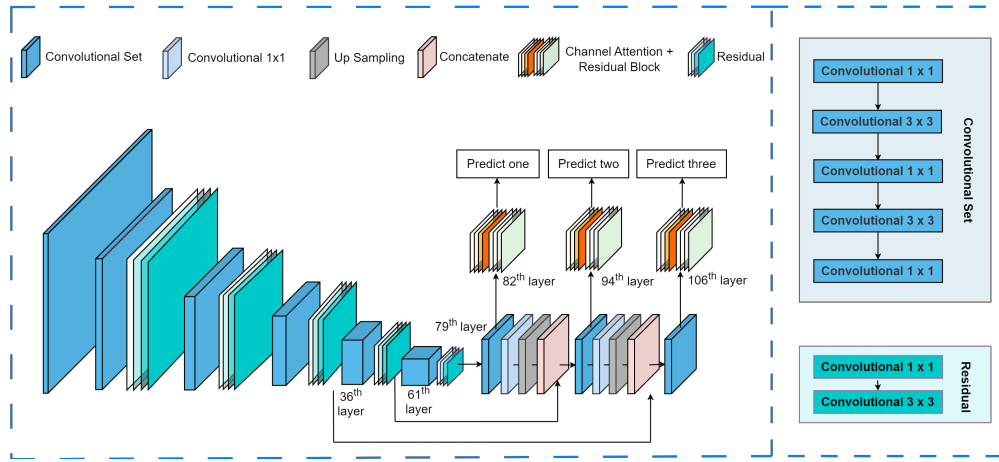 Convolutional Set
Convolutional 1x1
Up Sampling
Concatenate
Channel Attention +
Residual Block
Residual
Predict one
Predict two
Predict three
82th layer
94th layer
106th layer
79th layer
36th
layer
61th
layer
Convolutional 1 x 1
Convolutional 3 x 3
Convolutional 1 x 1
Convolutional 3 x 3
Convolutional 1 x 1
Convolutional Set
Convolutional 1 x 1
Convolutional 3 x 3
Residual